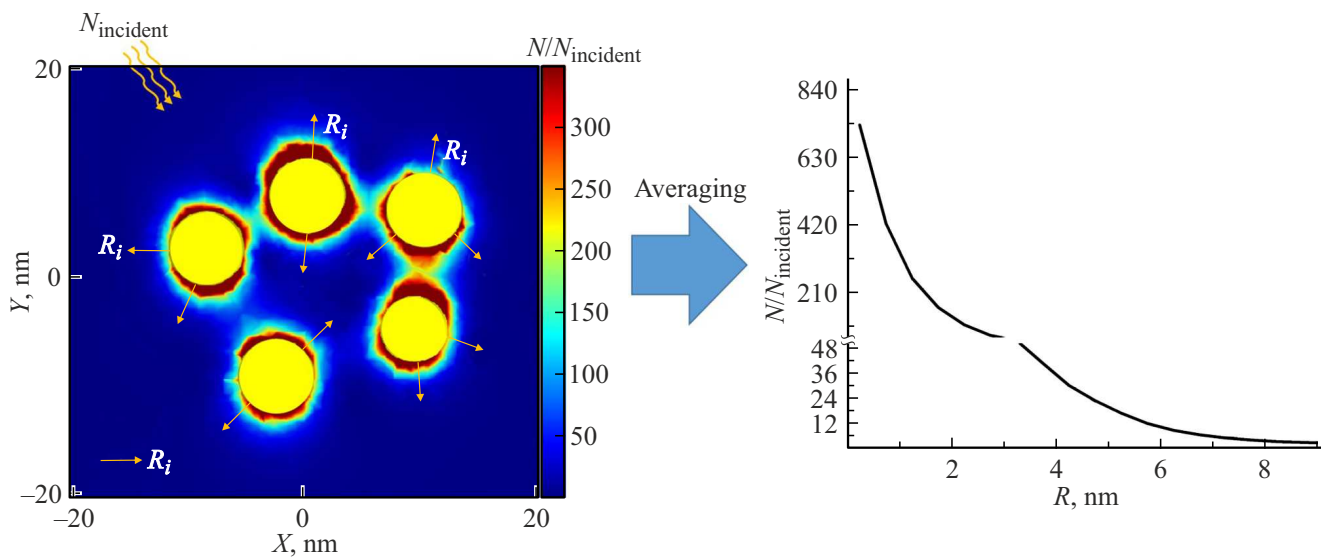 N_incident
N/N_incident
20
0
–20
Y, nm
–20
0
20
X, nm
R_i
R_i
R_i
R_i
300
250
200
150
100
50
Averaging
N/N_incident
840
630
420
210
48
36
24
12
2
4
6
8
R, nm